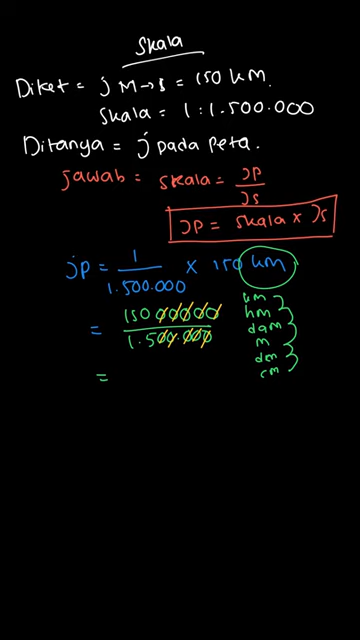 Skala
Diket = j M→s = 150 km.
Skala = 1 : 1.500.000
Ditanya = j pada peta.
jawab = skala = JP/Js
JP = skala x Js
jp = 1/1.500.000 x 150 km
= 150 00000/1.500.000
km
hm
dam
m
dm
cm
=